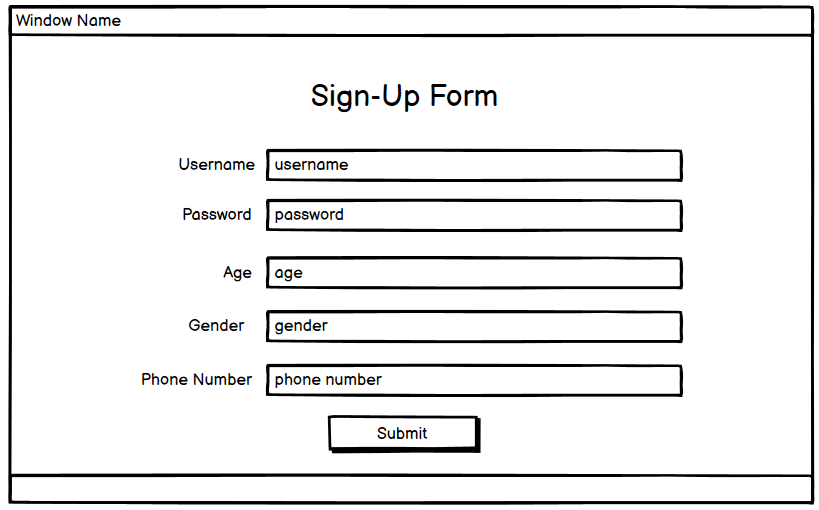 Window Name
Sign-Up Form
Username username
Password password
Age age
Gender gender
Phone Number phone number
Submit